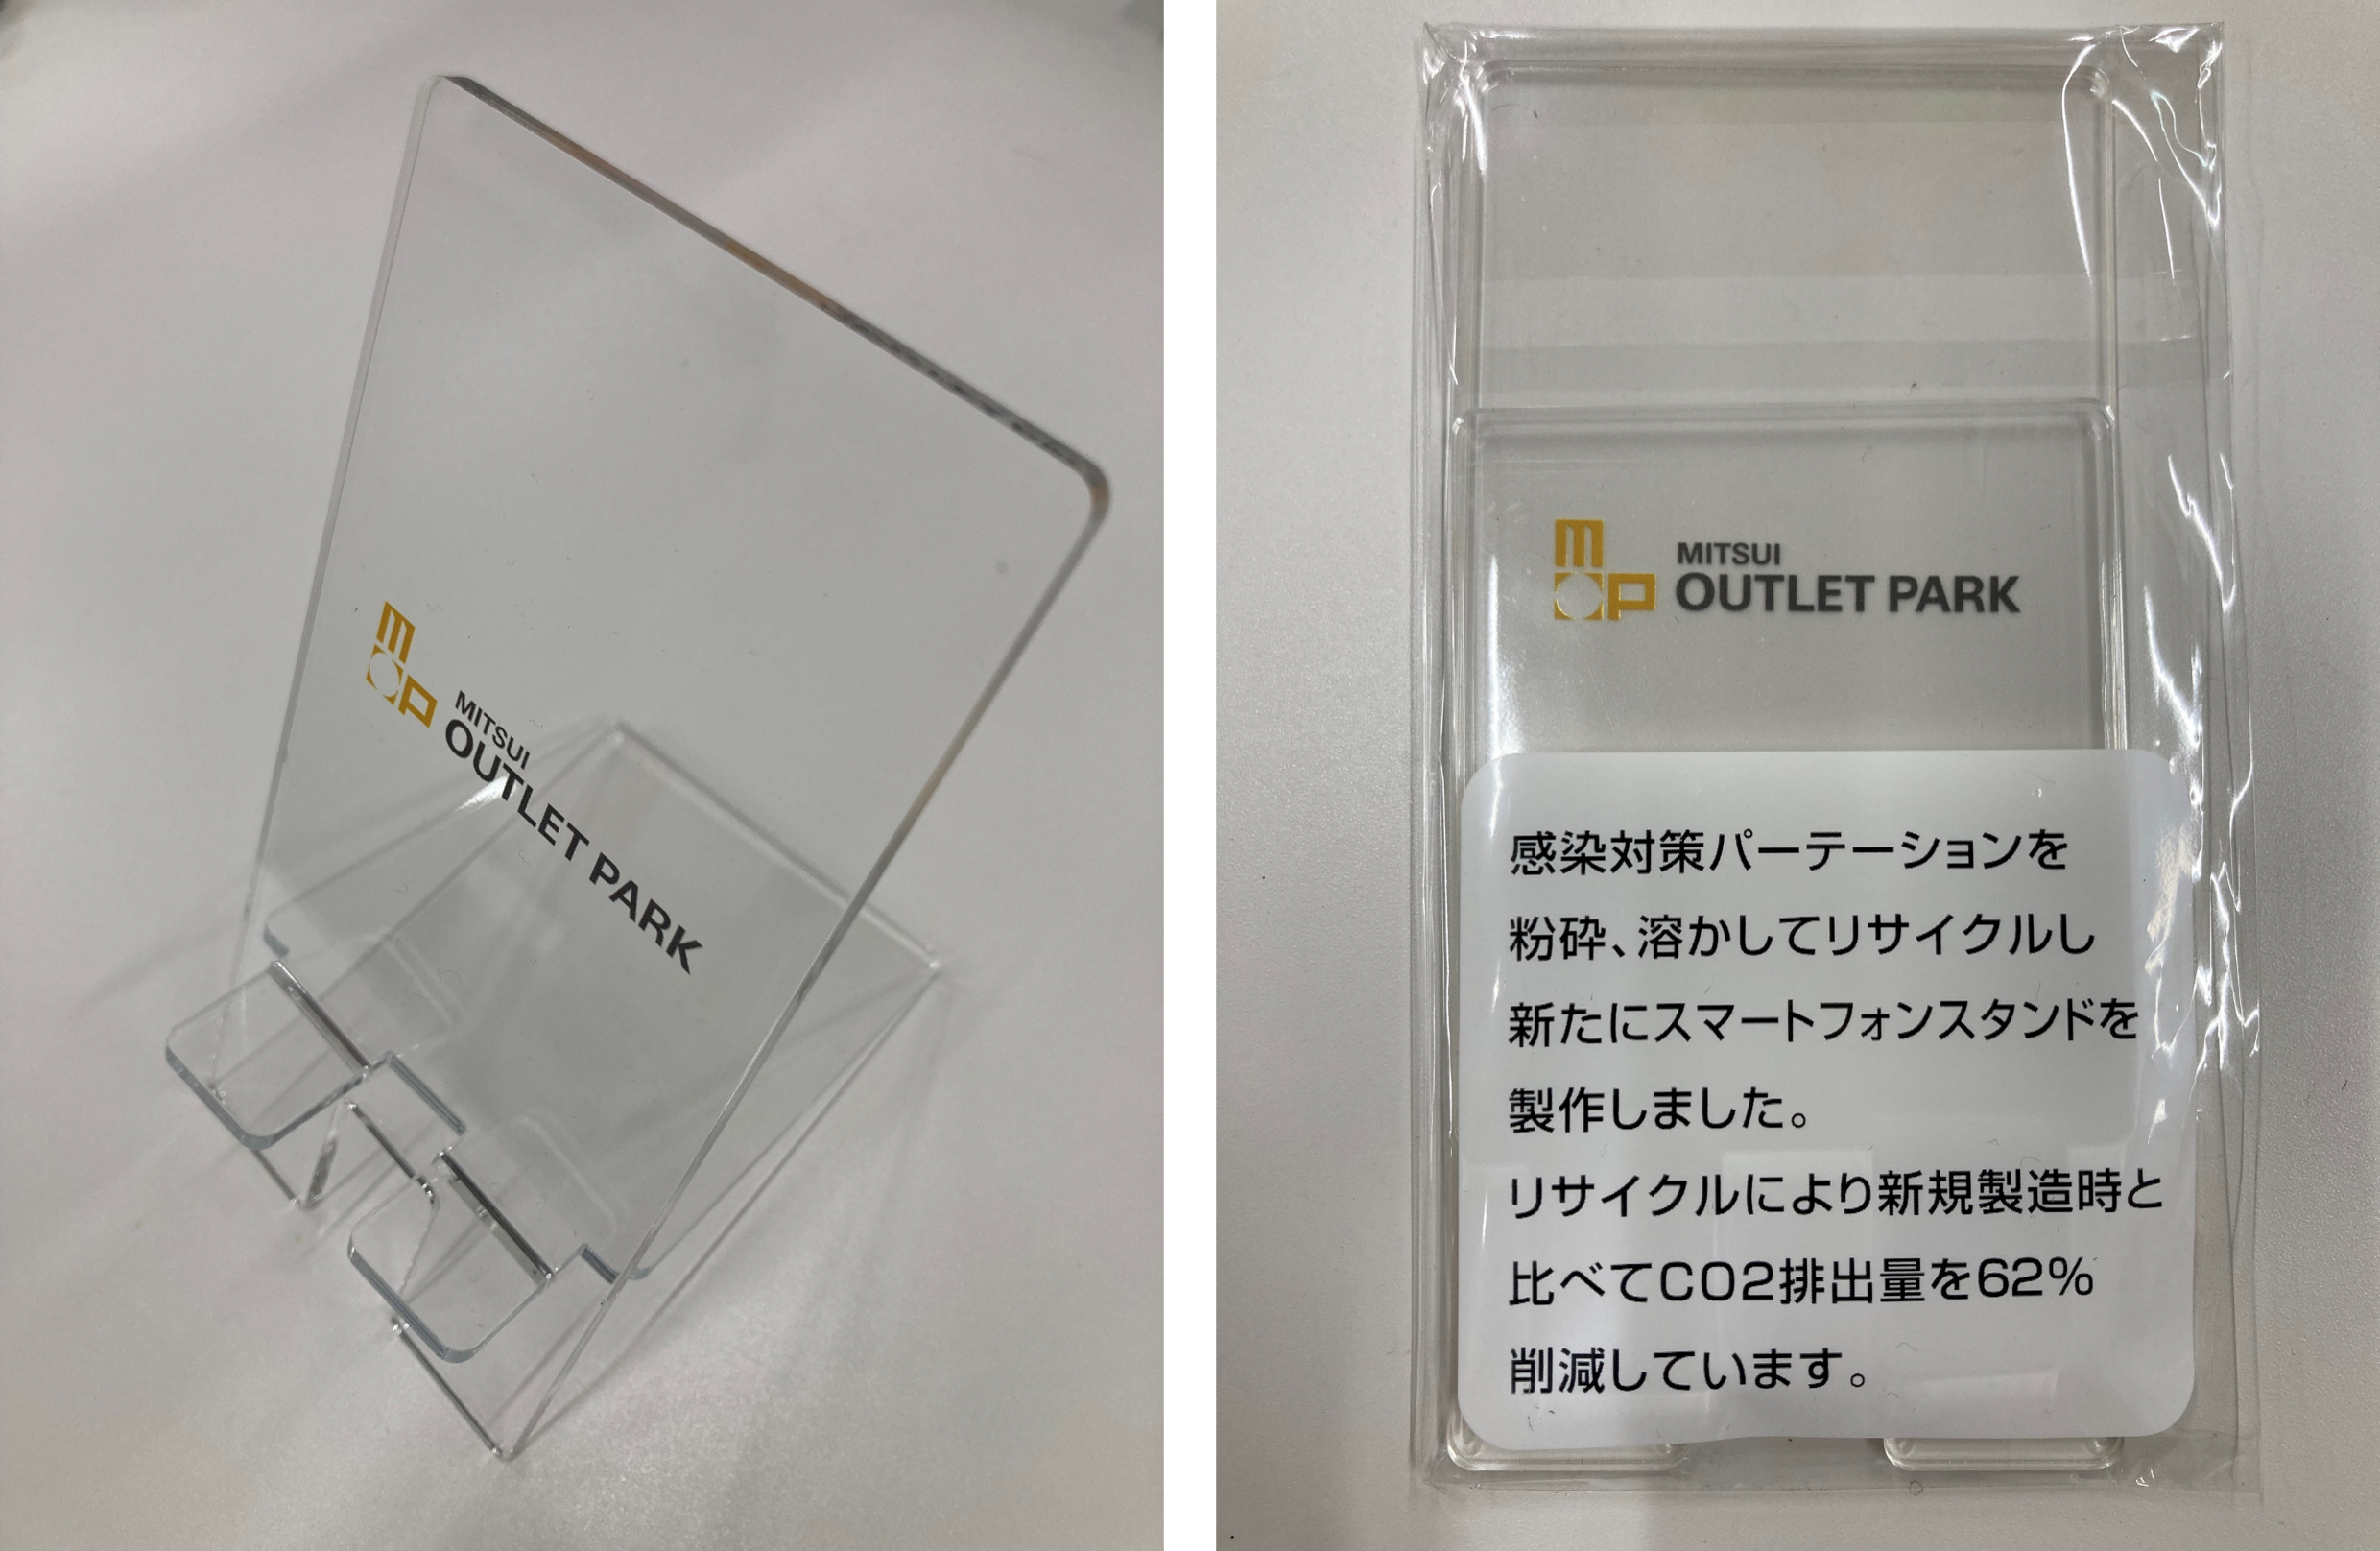 mop
MITSUI
OUTLET PARK
mop
MITSUI
OUTLET PARK
感染対策パーテーションを
粉砕、溶かしてリサイクルし
新たにスマートフォンスタンドを
製作しました。
リサイクルにより新規製造時と
比べてCO2排出量を62%
削減しています。